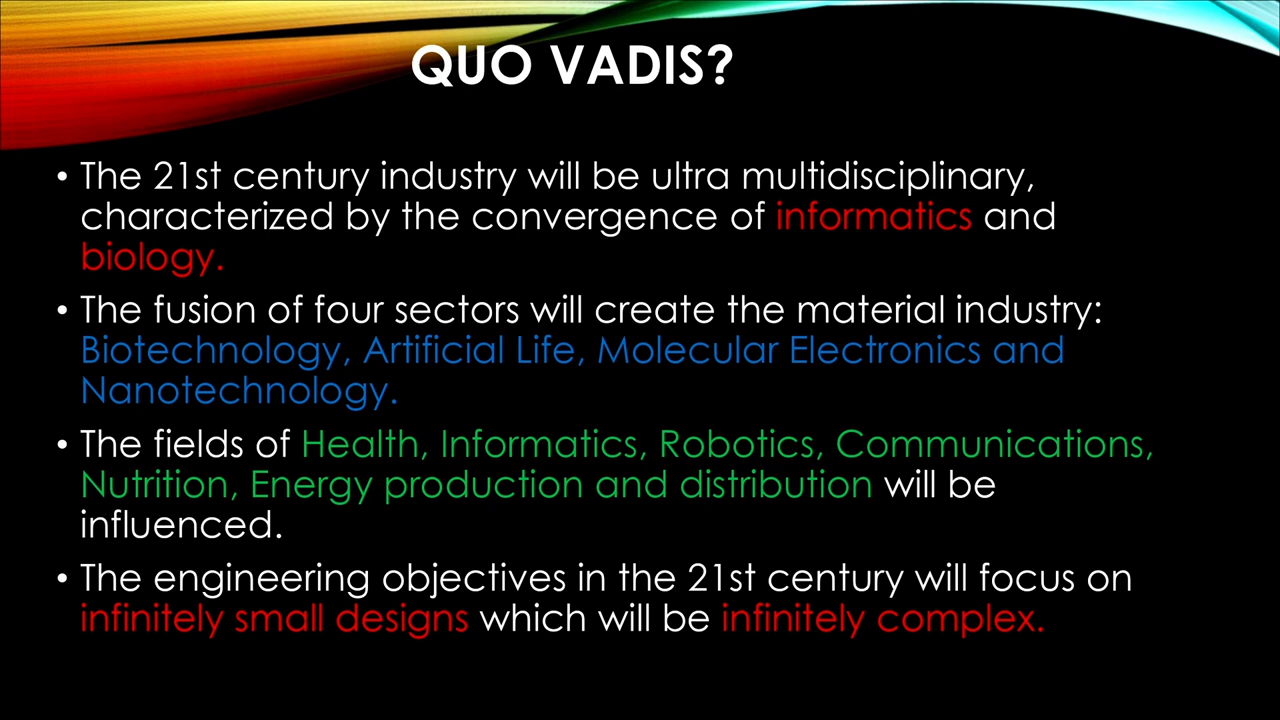 QUO VADIS?
• The 21st century industry will be ultra multidisciplinary,
characterized by the convergence of informatics and
biology.
• The fusion of four sectors will create the material industry:
Biotechnology, Artificial Life, Molecular Electronics and
Nanotechnology.
• The fields of Health, Informatics, Robotics, Communications,
Nutrition, Energy production and distribution will be
influenced.
• The engineering objectives in the 21st century will focus on
infinitely small designs which will be infinitely complex.